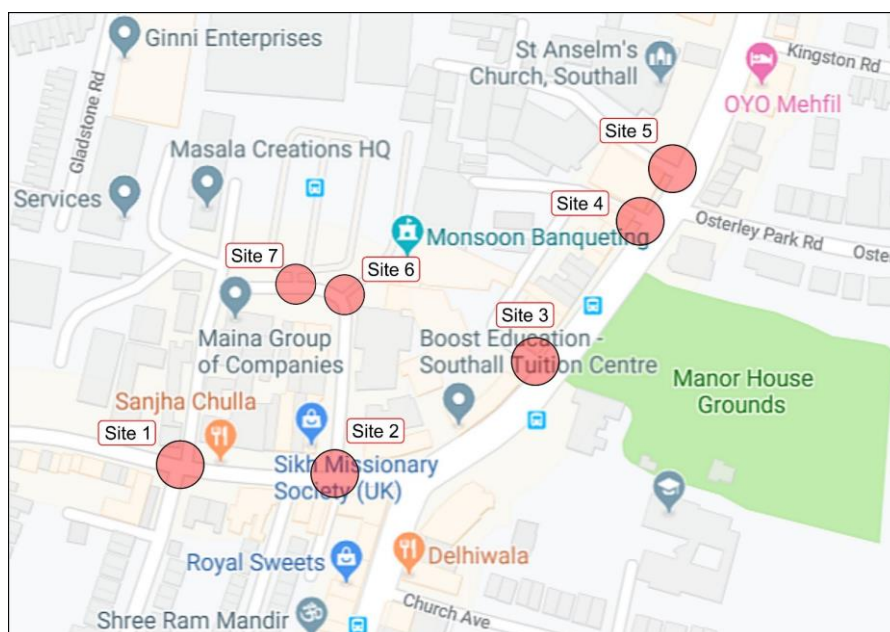 Ginni Enterprises
St Anselm's
Church, Southall
Kingston Rd
OYO Mehfil
Gladstone Rd
Site 5
Masala Creations HQ
Services
Site 4
Osterley Park Rd
Oste
Monsoon Banqueting
Site 7
Site 6
Site 3
Maina Group
of Companies
Boost Education -
Southall Tuition Centre
Manor House
Grounds
Sanjha Chulla
Site 1
Site 2
Sikh Missionary
Society (UK)
Royal Sweets
Delhiwala
Church Ave
Shree Ram Mandir